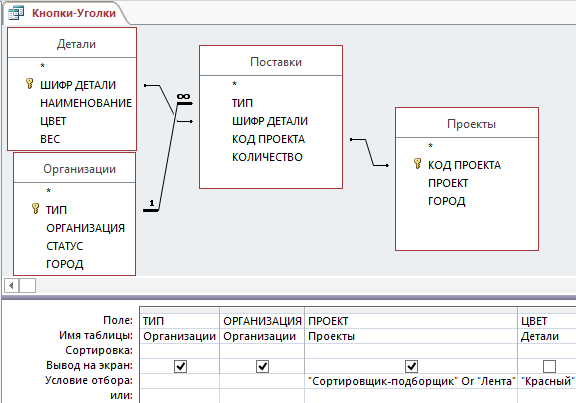 Кнопки-Уголки
Детали
*
ШИФР ДЕТАЛИ
НАИМЕНОВАНИЕ
ЦВЕТ
ВЕС
Организации
*
ТИП
ОРГАНИЗАЦИЯ
СТАТУС
ГОРОД
1
∞
Поставки
*
ТИП
ШИФР ДЕТАЛИ
КОД ПРОЕКТА
КОЛИЧЕСТВО
Проекты
*
КОД ПРОЕКТА
ПРОЕКТ
ГОРОД
Поле: ТИП ОРГАНИЗАЦИЯ ПРОЕКТ ЦВЕТ
Имя таблицы: Организации Организации Проекты Детали
Сортировка:
Вывод на экран:
Условие отбора: "Сортировщик-подборщик" Or "Лента" "Красный"
или: